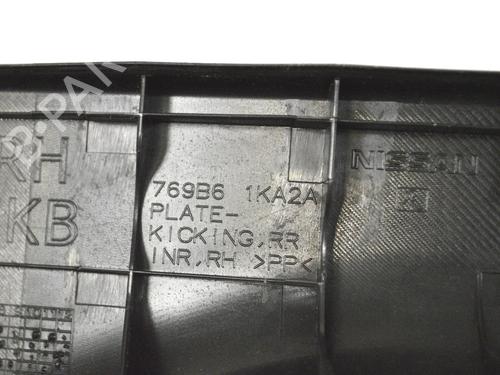 RH
KB
769B6 1KA2A
PLATE-
KICKING,RR
INR,RH >PP<
NISSAN